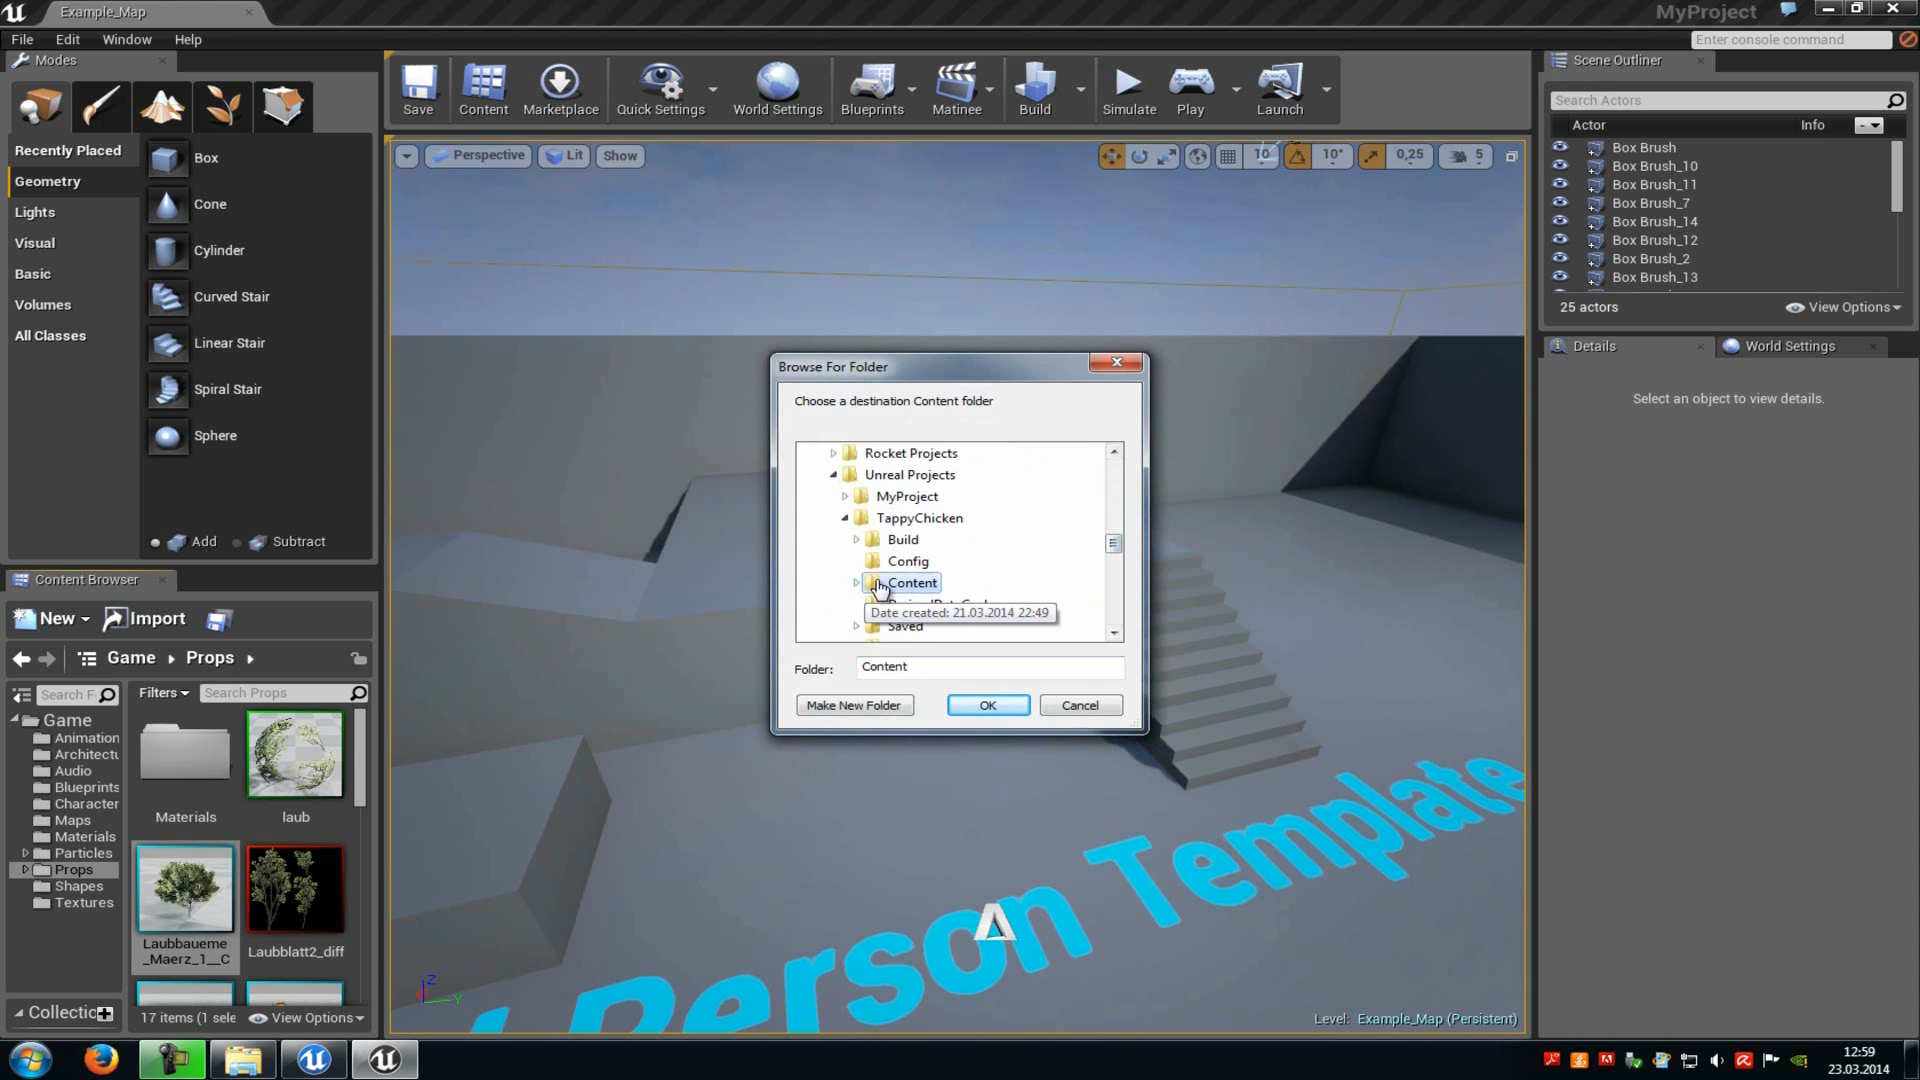 Example_Map
MyProject
File Edit Window Help
Enter console command
Modes
Save
Content
Marketplace
Quick Settings
World Settings
Blueprints
Matinee
Build
Simulate
Play
Launch
Scene Outliner
Search Actors
Actor Info
Box Brush
Box Brush_10
Box Brush_11
Box Brush_7
Box Brush_14
Box Brush_12
Box Brush_2
Box Brush_13
25 actors
View Options
Recently Placed
Geometry
Lights
Visual
Basic
Volumes
All Classes
Box
Cone
Cylinder
Curved Stair
Linear Stair
Spiral Stair
Sphere
Add Subtract
Perspective Lit Show
10 10° 0,25 5
Details
World Settings
Select an object to view details.
Browse For Folder
Choose a destination Content folder
Rocket Projects
Unreal Projects
MyProject
TappyChicken
Build
Config
Content
Date created: 21.03.2014 22:49
Saved
Folder: Content
Make New Folder
OK
Cancel
Content Browser
New Import
Game Props
Search F
Filters
Search Props
Game
Animation
Architectu
Audio
Blueprints
Character
Maps
Materials
Particles
Props
Shapes
Textures
Materials
laub
Laubbaueme
_Maerz_1__C
Laubblatt2_diff
Collectio
17 items (1 sele
View Options
Person Template
Z
Y
Level: Example_Map (Persistent)
12:59
23.03.2014